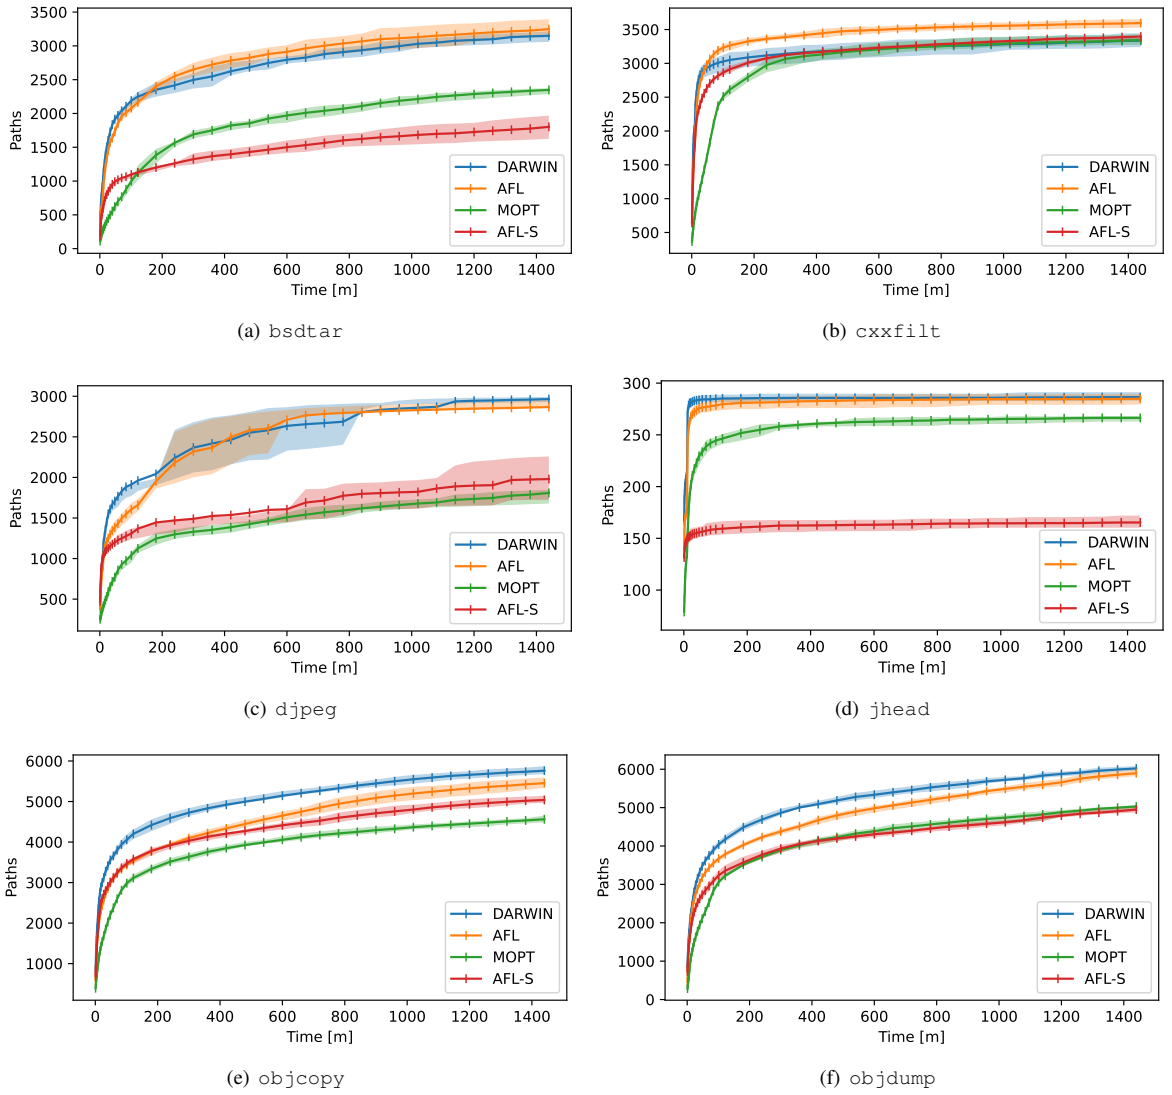 3500
3000
2500
2000
1500
1000
500
0
Paths
0 200 400 600 800 1000 1200 1400
Time [m]
DARWIN
AFL
MOPT
AFL-S
(a) bsdtar
3500
3000
2500
2000
1500
1000
500
Paths
0 200 400 600 800 1000 1200 1400
Time [m]
DARWIN
AFL
MOPT
AFL-S
(b) cxxfilt
3000
2500
2000
1500
1000
500
Paths
0 200 400 600 800 1000 1200 1400
Time [m]
DARWIN
AFL
MOPT
AFL-S
(c) djpeg
300
250
200
150
100
Paths
0 200 400 600 800 1000 1200 1400
Time [m]
DARWIN
AFL
MOPT
AFL-S
(d) jhead
6000
5000
4000
3000
2000
1000
Paths
0 200 400 600 800 1000 1200 1400
Time [m]
DARWIN
AFL
MOPT
AFL-S
(e) objcopy
6000
5000
4000
3000
2000
1000
0
Paths
0 200 400 600 800 1000 1200 1400
Time [m]
DARWIN
AFL
MOPT
AFL-S
(f) objdump